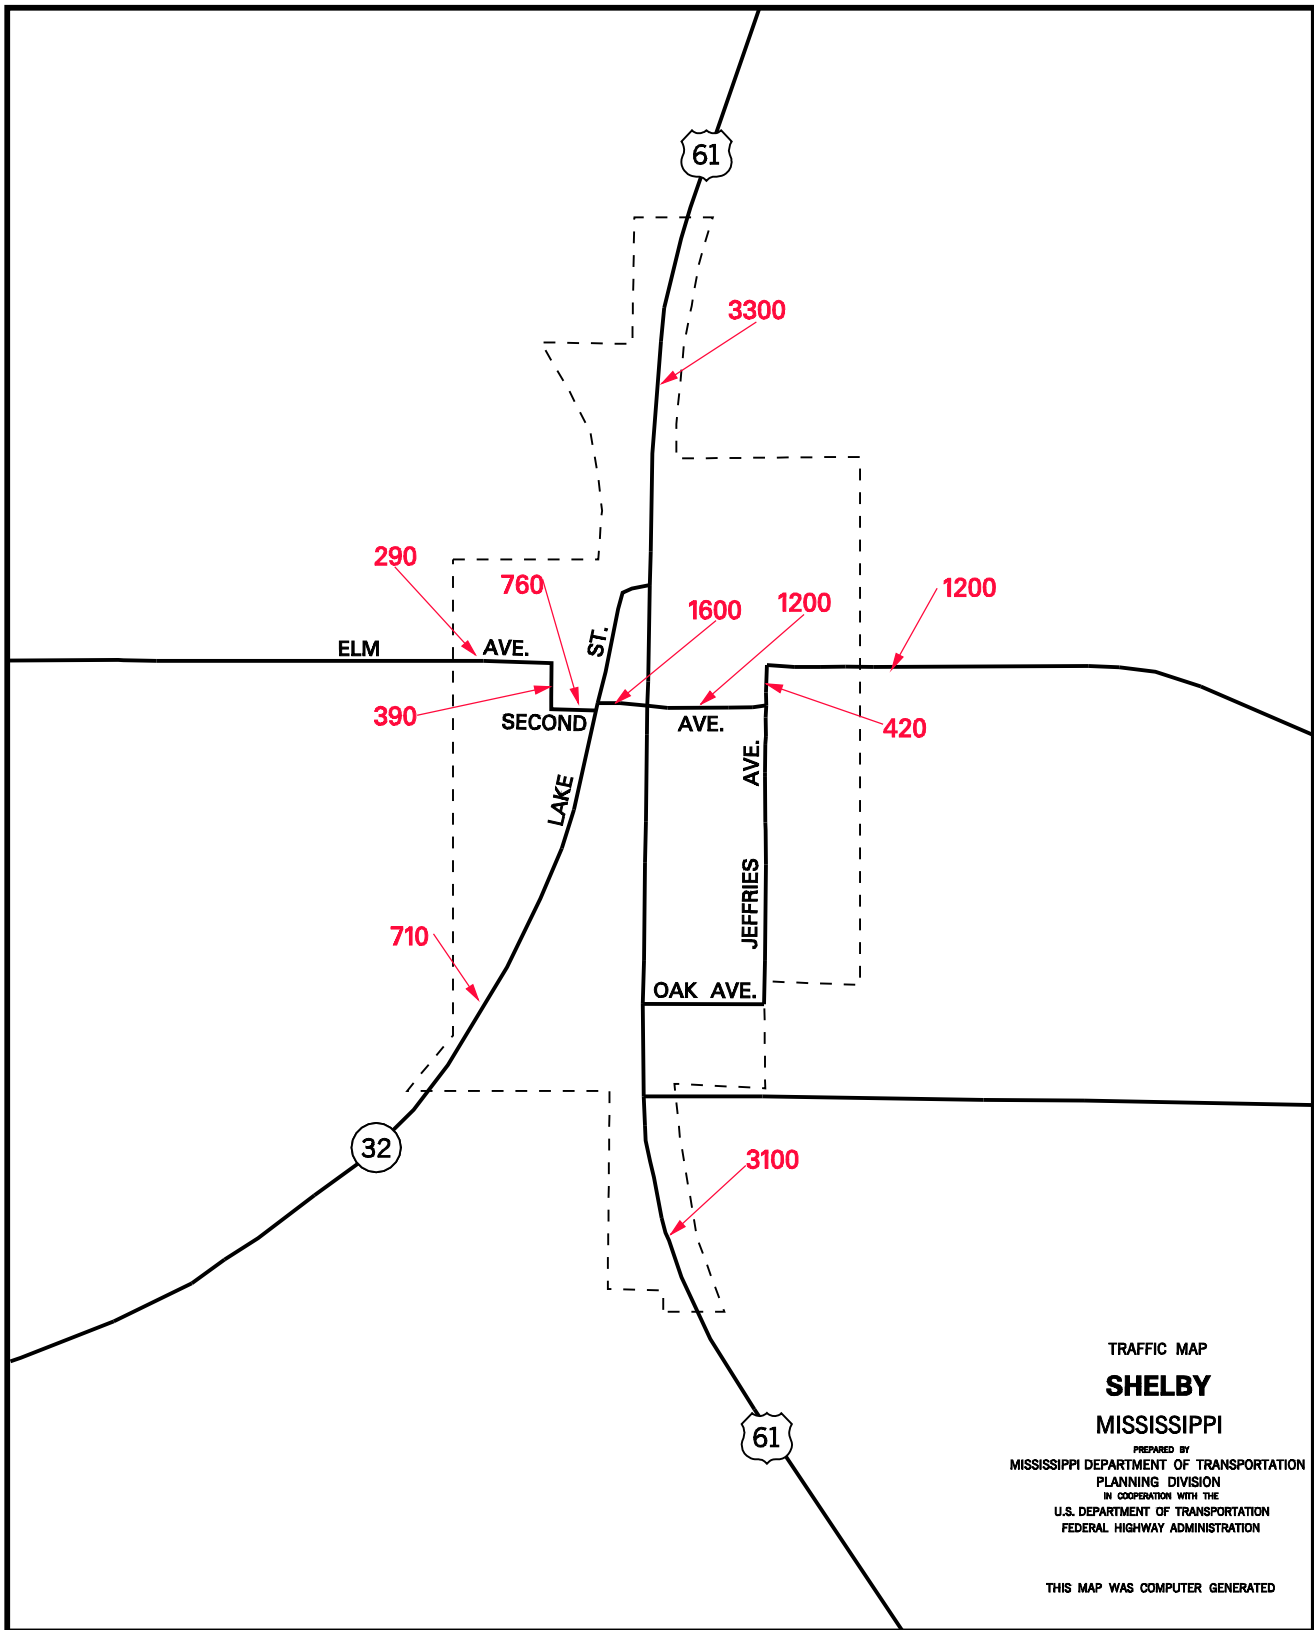 61
3300
290
760
1600
1200
1200
ELM AVE.
ST.
390
SECOND AVE.
420
LAKE
JEFFRIES AVE.
710
OAK AVE.
32
3100
61
TRAFFIC MAP
SHELBY
MISSISSIPPI
PREPARED BY
MISSISSIPPI DEPARTMENT OF TRANSPORTATION
PLANNING DIVISION
IN COOPERATION WITH THE
U.S. DEPARTMENT OF TRANSPORTATION
FEDERAL HIGHWAY ADMINISTRATION
THIS MAP WAS COMPUTER GENERATED